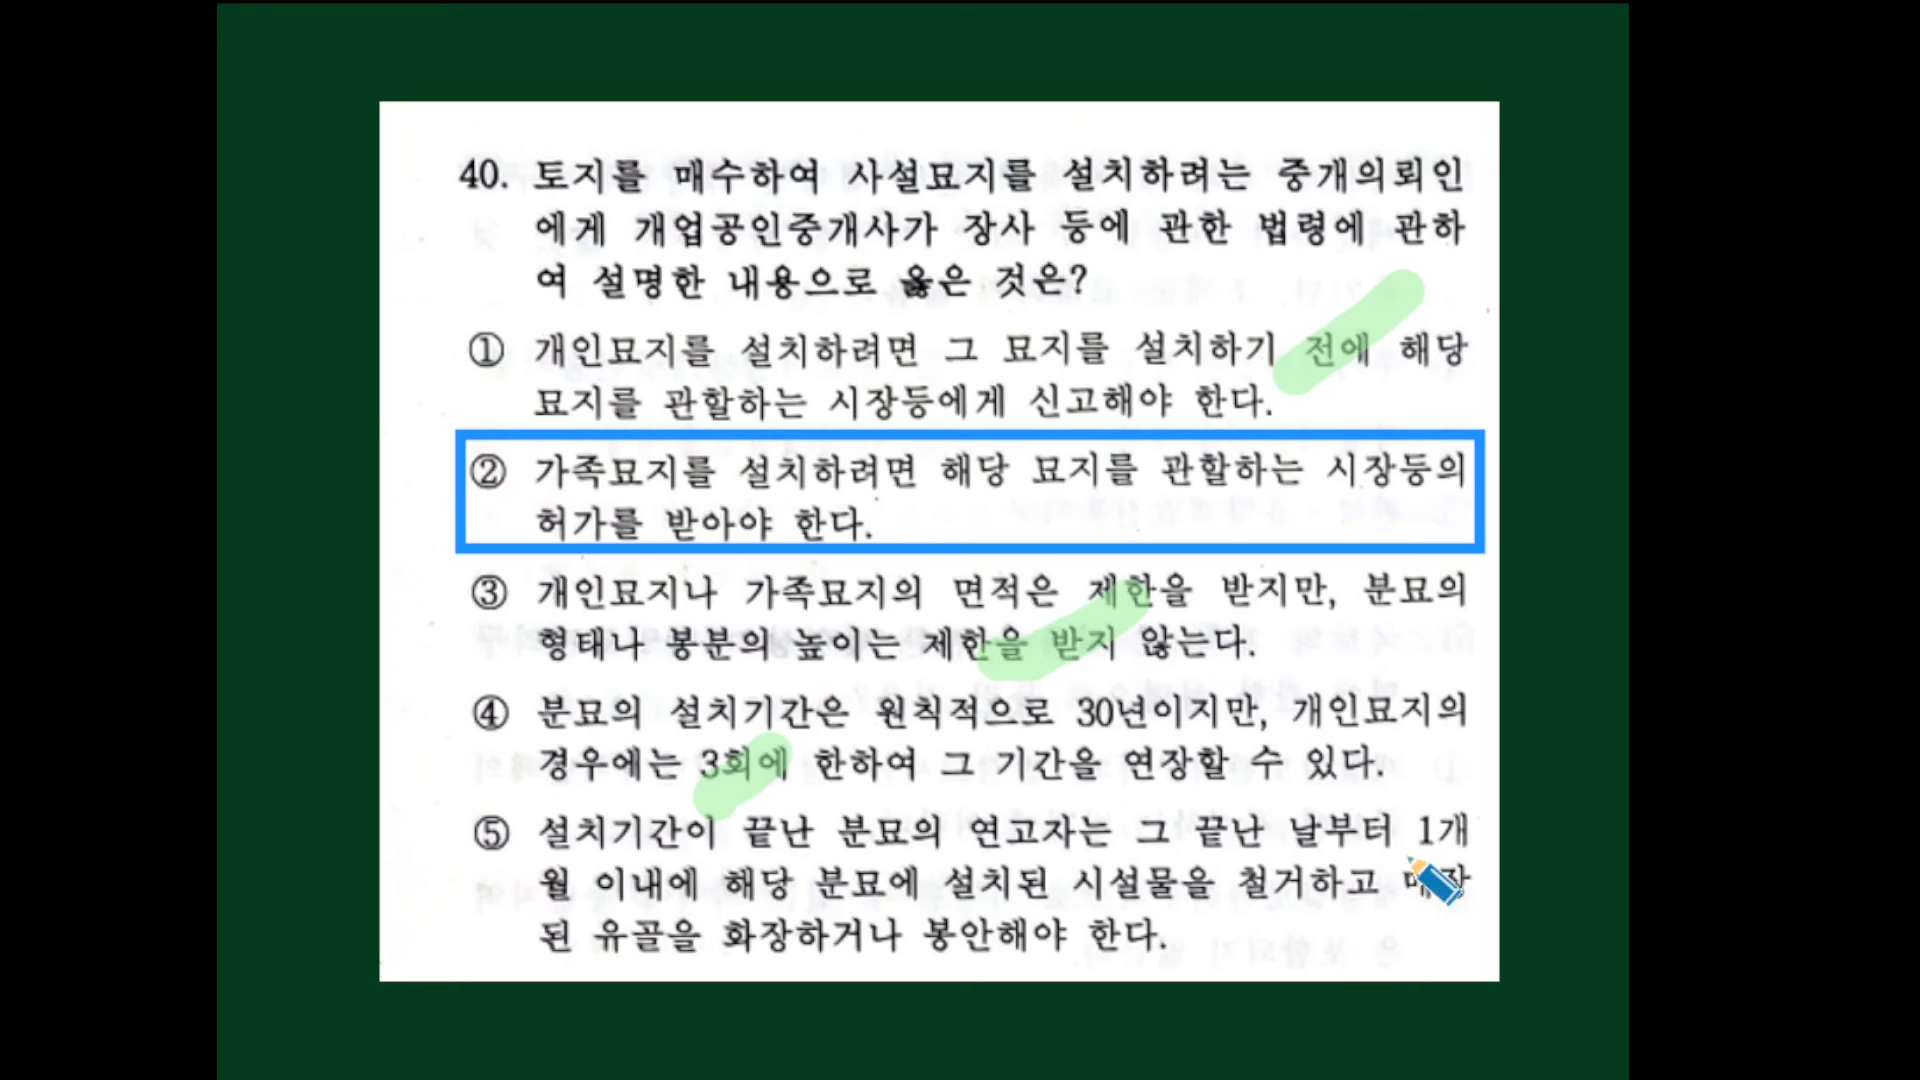 40. 토지를 매수하여 사설묘지를 설치하려는 중개의뢰인
에게 개업공인중개사가 장사 등에 관한 법령에 관하
여 설명한 내용으로 옳은 것은?
① 개인묘지를 설치하려면 그 묘지를 설치하기 전에 해당
묘지를 관할하는 시장등에게 신고해야 한다.
② 가족묘지를 설치하려면 해당 묘지를 관할하는 시장등의
허가를 받아야 한다.
③ 개인묘지나 가족묘지의 면적은 제한을 받지만, 분묘의
형태나 봉분의 높이는 제한을 받지 않는다.
④ 분묘의 설치기간은 원칙적으로 30년이지만, 개인묘지의
경우에는 3회에 한하여 그 기간을 연장할 수 있다.
⑤ 설치기간이 끝난 분묘의 연고자는 그 끝난 날부터 1개
월 이내에 해당 분묘에 설치된 시설물을 철거하고 매장
된 유골을 화장하거나 봉안해야 한다.